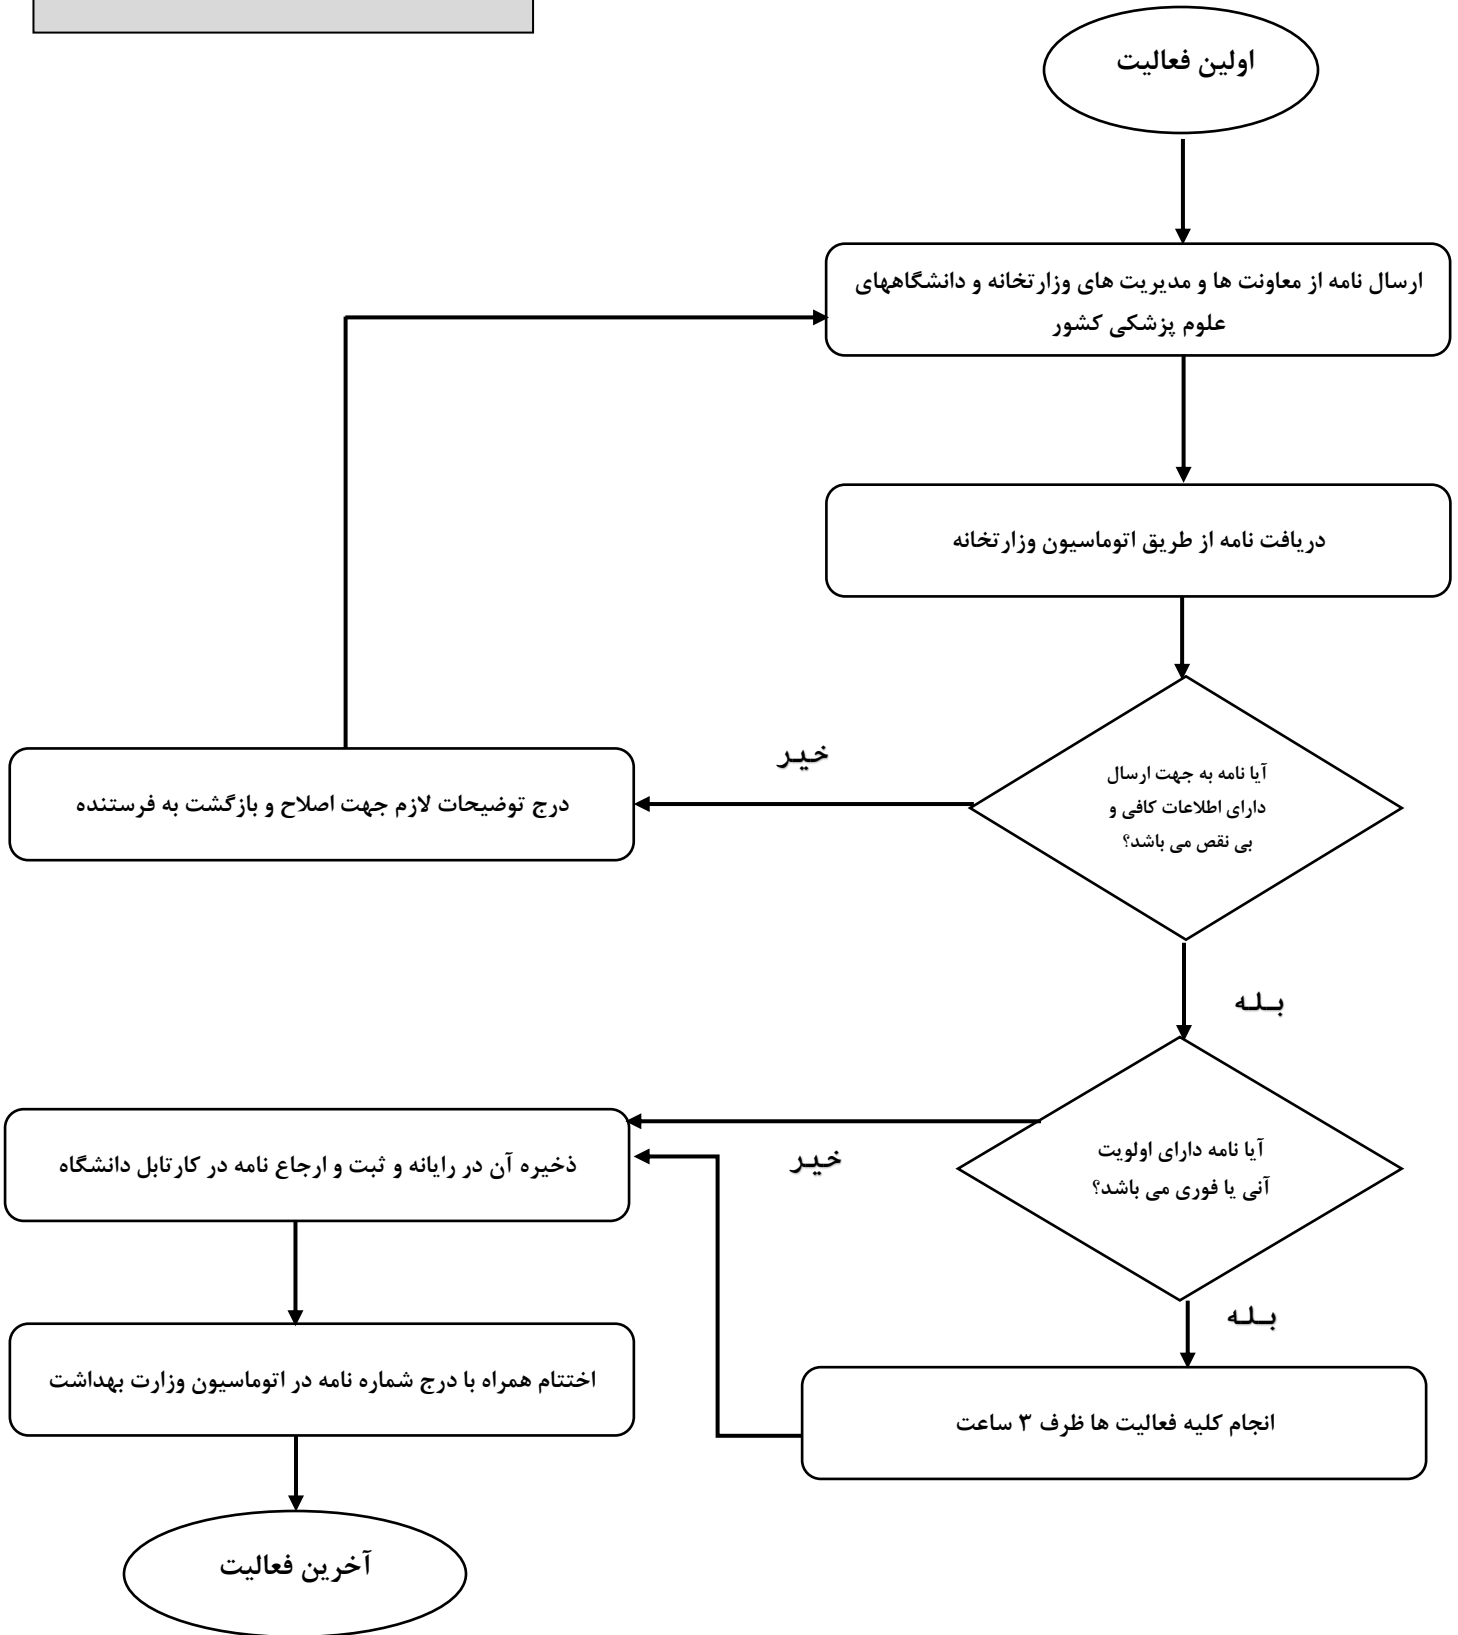 اولین فعالیت
ارسال نامه از معاونت ها و مدیریت های وزارتخانه و دانشگاههای
علوم پزشکی کشور
دریافت نامه از طریق اتوماسیون وزارتخانه
آیا نامه به جهت ارسال
دارای اطلاعات کافی و
بی نقص می باشد؟
خیر
درج توضیحات لازم جهت اصلاح و بازگشت به فرستنده
بله
آیا نامه دارای اولویت
آنی یا فوری می باشد؟
خیر
ذخیره آن در رایانه و ثبت و ارجاع نامه در کارتابل دانشگاه
بله
انجام کلیه فعالیت ها ظرف ۳ ساعت
اختتام همراه با درج شماره نامه در اتوماسیون وزارت بهداشت
آخرین فعالیت